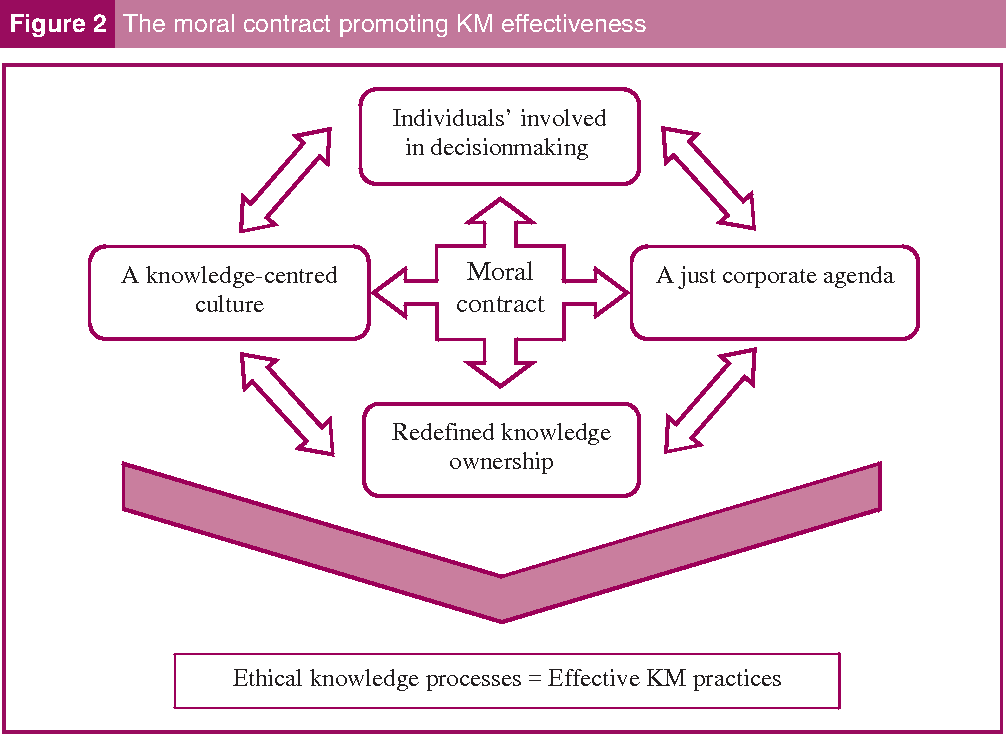 Figure 2 The moral contract promoting KM effectiveness
Individuals’ involved
in decisionmaking
A knowledge-centred
culture
Moral
contract
A just corporate agenda
Redefined knowledge
ownership
Ethical knowledge processes = Effective KM practices